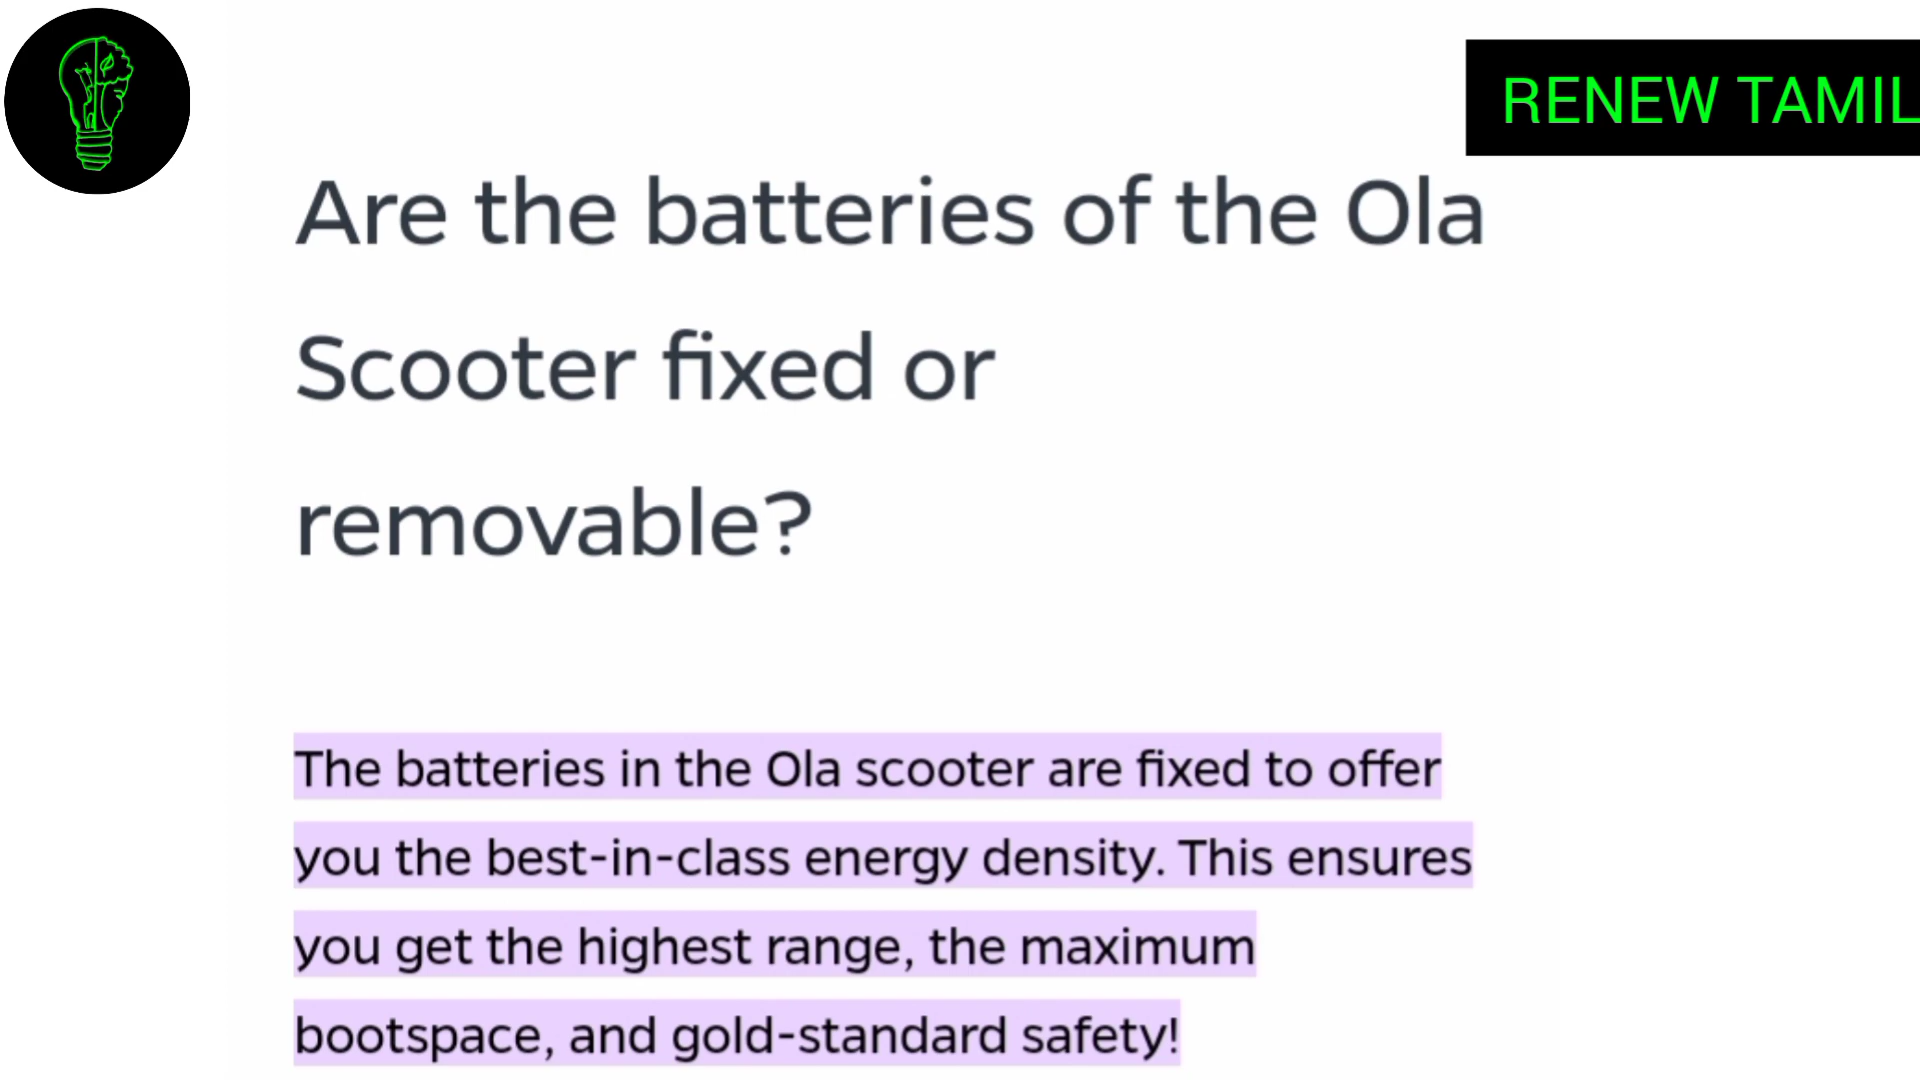 RENEW TAMIL
Are the batteries of the Ola
Scooter fixed or
removable?
The batteries in the Ola scooter are fixed to offer
you the best-in-class energy density. This ensures
you get the highest range, the maximum
bootspace, and gold-standard safety!